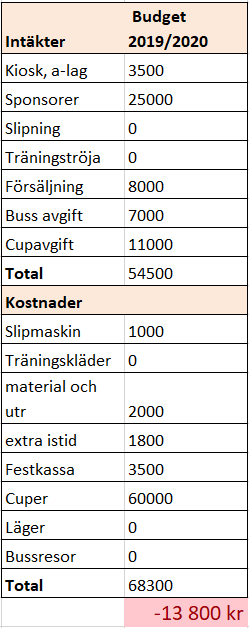 Budget
Intäkter 2019/2020
Kiosk, a-lag 3500
Sponsorer 25000
Slipning 0
Träningströja 0
Försäljning 8000
Buss avgift 7000
Cupavgift 11000
Total 54500
Kostnader
Slipmaskin 1000
Träningskläder 0
material och
utr 2000
extra istid 1800
Festkassa 3500
Cuper 60000
Läger 0
Bussresor 0
Total 68300
-13 800 kr